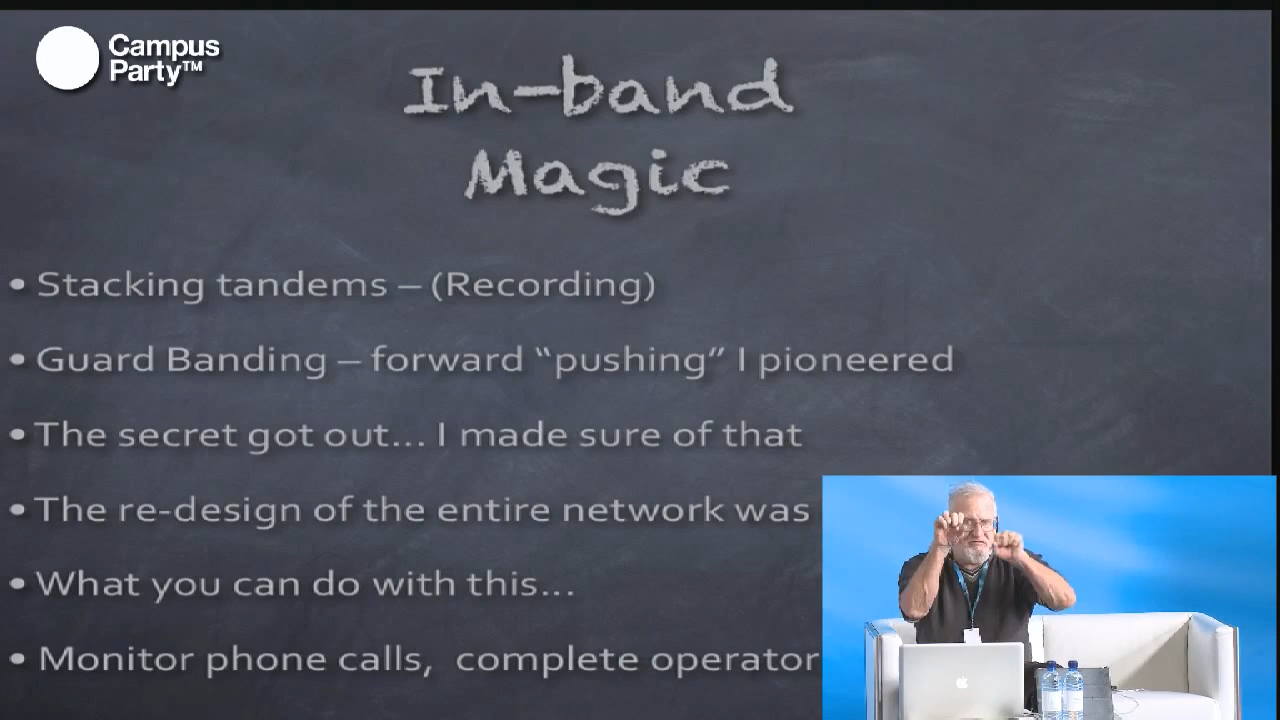 Campus
Party™
In-band
Magic
• Stacking tandems – (Recording)
• Guard Banding – forward “pushing” I pioneered
• The secret got out... I made sure of that
• The re-design of the entire network was
• What you can do with this...
• Monitor phone calls,  complete operator